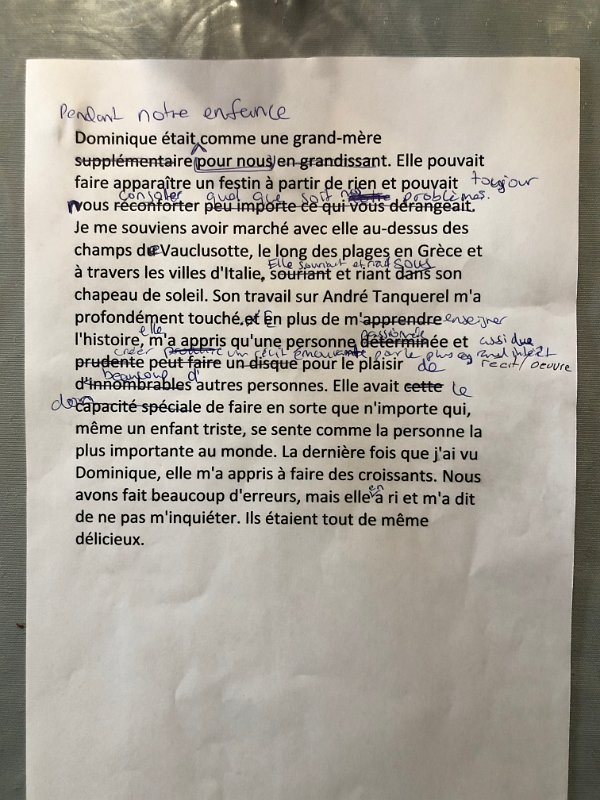 Pendant notre enfance
Dominique était comme une grand-mère
supplémentaire pour nous en grandissant. Elle pouvait
faire apparaître un festin à partir de rien et pouvait toujour
consoler quel que soit nos problèmes.
vous réconforter peu importe ce qui vous dérangeait.
Je me souviens avoir marché avec elle au-dessus des
champs de Vauclusotte, le long des plages en Grèce et
Elle souriait et riait sous
à travers les villes d'Italie, souriant et riant dans son
chapeau de soleil. Son travail sur André Tanquerel m'a
profondément touché, et en plus de m'apprendre enseigner
elle passionée
l'histoire, m'a appris qu'une personne déterminée et assidue
créer produire un récit émouvante par le plus grand intérêt
prudente peut faire un disque pour le plaisir de récit/oeuvre
beaucoup d'
d'innombrables autres personnes. Elle avait cette le
don
capacité spéciale de faire en sorte que n'importe qui,
même un enfant triste, se sente comme la personne la
plus importante au monde. La dernière fois que j'ai vu
Dominique, elle m'a appris à faire des croissants. Nous
en
avons fait beaucoup d'erreurs, mais elle a ri et m'a dit
de ne pas m'inquiéter. Ils étaient tout de même
délicieux.